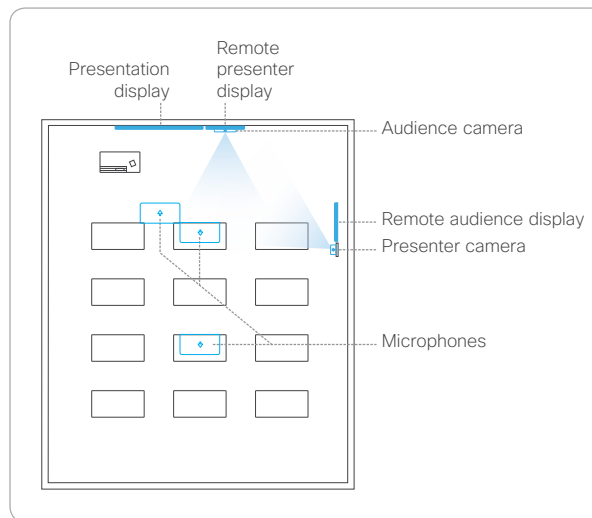 Presentation
display
Remote
presenter
display
Audience camera
Remote audience display
Presenter camera
Microphones